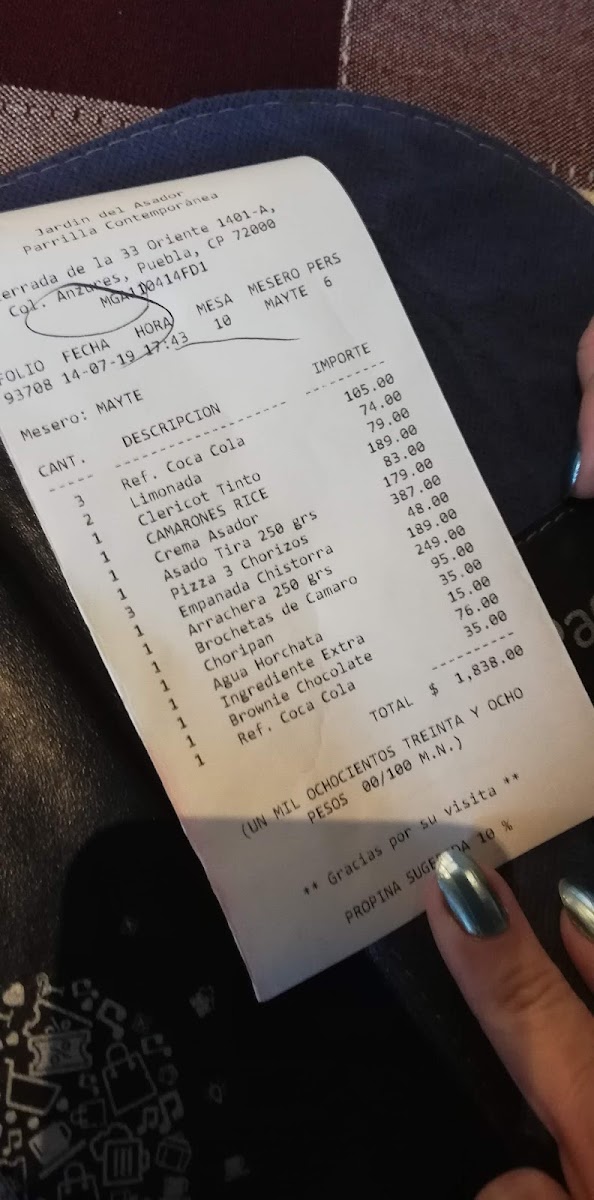 Jardin del Asador
Parrilla Contemporánea
errada de la 33 Oriente 1401-A,
Col. Anzures, Puebla, CP 72000
MGA110414FD1
FOLIO FECHA HORA MESA MESERO PERS
93708 14-07-19 17:43 10 MAYTE 6
Mesero: MAYTE
CANT. DESCRIPCION IMPORTE
3 Ref. Coca Cola 105.00
2 Limonada 74.00
1 Clericot Tinto 79.00
1 CAMARONES RICE 189.00
1 Crema Asador 83.00
1 Asado Tira 250 grs 179.00
3 Pizza 3 Chorizos 387.00
1 Empanada Chistorra 48.00
1 Arrachera 250 grs 189.00
1 Brochetas de Camaro 249.00
1 Choripan 95.00
1 Agua Horchata 35.00
1 Ingrediente Extra 15.00
1 Brownie Chocolate 76.00
1 Ref. Coca Cola 35.00
TOTAL $ 1,838.00
(UN MIL OCHOCIENTOS TREINTA Y OCHO
PESOS 00/100 M.N.)
** Gracias por su visita **
PROPINA SUGERIDA 10 %